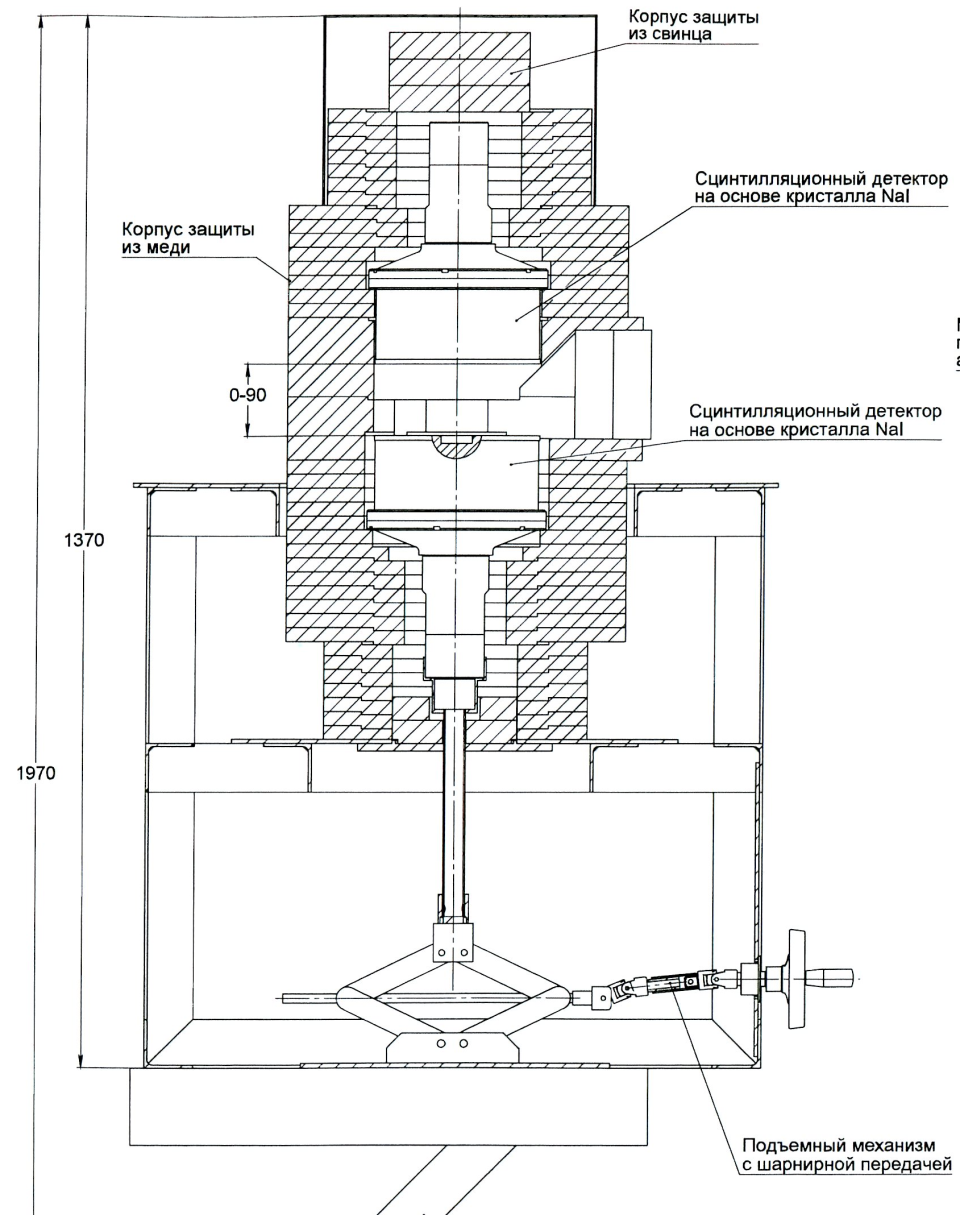 Корпус защиты
из свинца
Сцинтилляционный детектор
на основе кристалла NaI
Корпус защиты
из меди
0-90
Сцинтилляционный детектор
на основе кристалла NaI
1370
1970
Подъемный механизм
с шарнирной передачей